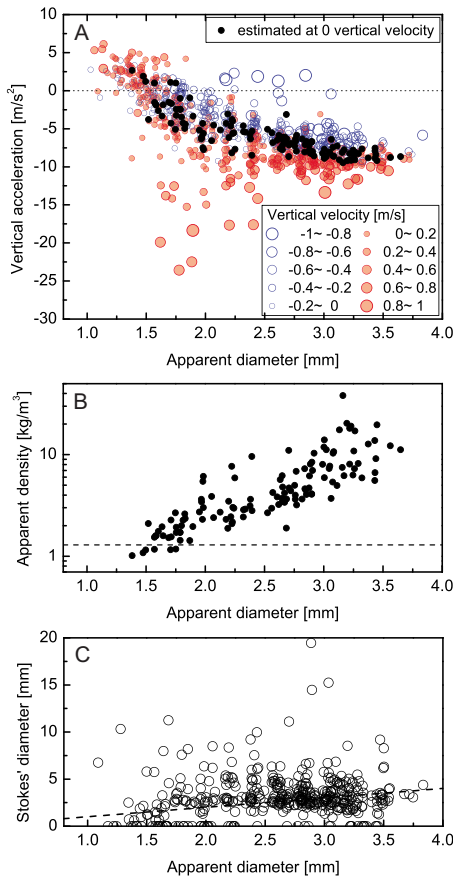 A
estimated at 0 vertical velocity
10
5
0
-5
-10
-15
-20
-25
-30
Vertical acceleration [m/s²]
Vertical velocity [m/s]
-1~ -0.8
0~ 0.2
-0.8~ -0.6
0.2~ 0.4
-0.6~ -0.4
0.4~ 0.6
-0.4~ -0.2
0.6~ 0.8
-0.2~ 0
0.8~ 1
1.0 1.5 2.0 2.5 3.0 3.5 4.0
Apparent diameter [mm]
B
10
1
Apparent density [kg/m³]
1.0 1.5 2.0 2.5 3.0 3.5 4.0
Apparent diameter [mm]
C
20
15
10
5
0
Stokes' diameter [mm]
1.0 1.5 2.0 2.5 3.0 3.5 4.0
Apparent diameter [mm]